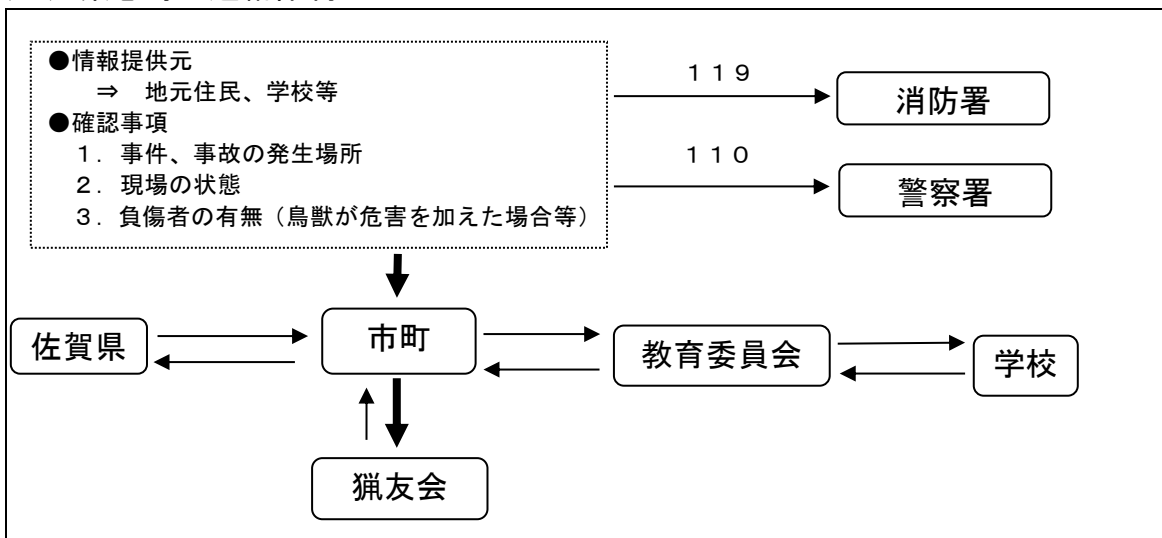 ●情報提供元
⇒ 地元住民、学校等
●確認事項
１．事件、事故の発生場所
２．現場の状態
３．負傷者の有無（鳥獣が危害を加えた場合等）
１１９
消防署
１１０
警察署
佐賀県
市町
教育委員会
学校
猟友会